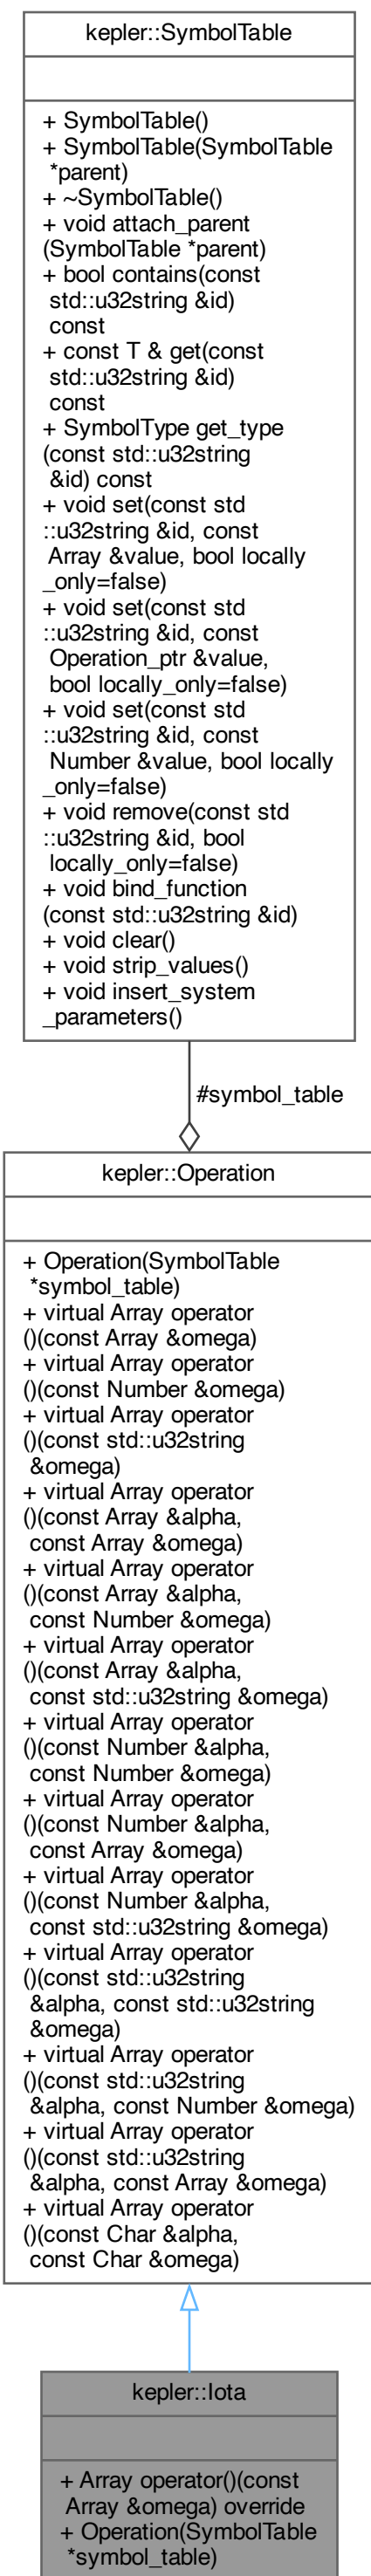 kepler::SymbolTable
+ SymbolTable()
+ SymbolTable(SymbolTable
*parent)
+ ~SymbolTable()
+ void attach_parent
(SymbolTable *parent)
+ bool contains(const
std::u32string &id)
const
+ const T & get(const
std::u32string &id)
const
+ SymbolType get_type
(const std::u32string
&id) const
+ void set(const std
::u32string &id, const
Array &value, bool locally
_only=false)
+ void set(const std
::u32string &id, const
Operation_ptr &value,
bool locally_only=false)
+ void set(const std
::u32string &id, const
Number &value, bool locally
_only=false)
+ void remove(const std
::u32string &id, bool
locally_only=false)
+ void bind_function
(const std::u32string &id)
+ void clear()
+ void strip_values()
+ void insert_system
_parameters()
#symbol_table
kepler::Operation
+ Operation(SymbolTable
*symbol_table)
+ virtual Array operator
()(const Array &omega)
+ virtual Array operator
()(const Number &omega)
+ virtual Array operator
()(const std::u32string
&omega)
+ virtual Array operator
()(const Array &alpha,
const Array &omega)
+ virtual Array operator
()(const Array &alpha,
const Number &omega)
+ virtual Array operator
()(const Array &alpha,
const std::u32string &omega)
+ virtual Array operator
()(const Number &alpha,
const Number &omega)
+ virtual Array operator
()(const Number &alpha,
const Array &omega)
+ virtual Array operator
()(const Number &alpha,
const std::u32string &omega)
+ virtual Array operator
()(const std::u32string
&alpha, const std::u32string
&omega)
+ virtual Array operator
()(const std::u32string
&alpha, const Number &omega)
+ virtual Array operator
()(const std::u32string
&alpha, const Array &omega)
+ virtual Array operator
()(const Char &alpha,
const Char &omega)
kepler::Iota
+ Array operator()(const
Array &omega) override
+ Operation(SymbolTable
*symbol_table)